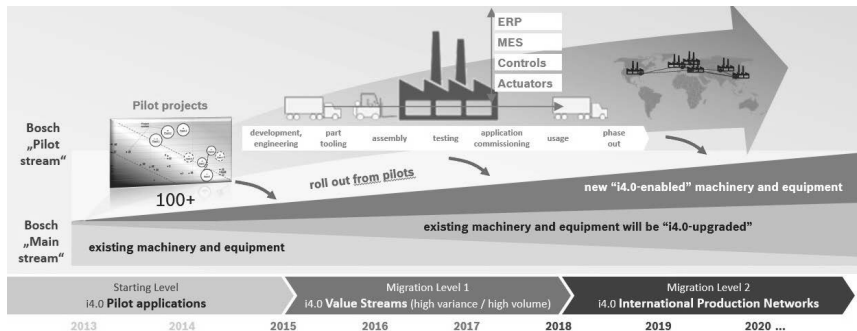 ERP
MES
Controls
Actuators
Pilot projects
Bosch
„Pilot
stream“
development,
engineering
part
tooling
assembly
testing
application
commissioning
usage
phase
out
100+
roll out from pilots
new “i4.0-enabled” machinery and equipment
Bosch
„Main
stream“
existing machinery and equipment
existing machinery and equipment will be “i4.0-upgraded”
Starting Level
i4.0 Pilot applications
Migration Level 1
i4.0 Value Streams (high variance / high volume)
Migration Level 2
i4.0 International Production Networks
2013 2014 2015 2016 2017 2018 2019 2020 ...